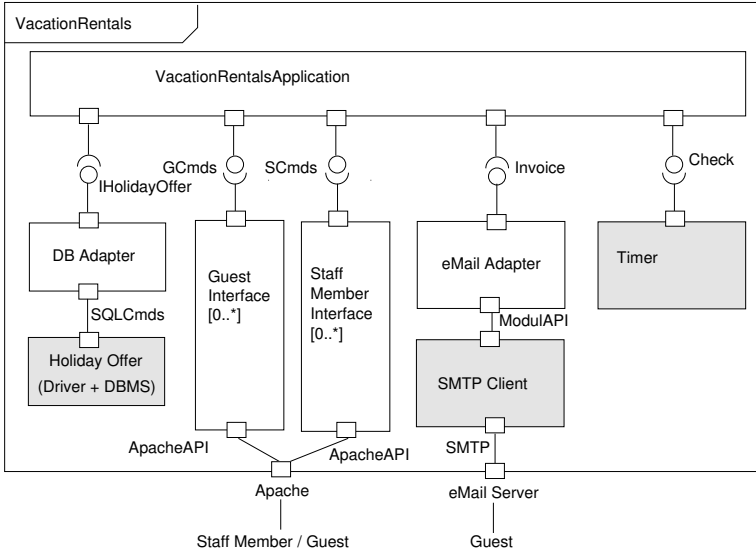 VacationRentals
VacationRentalsApplication
GCmds
SCmds
Invoice
Check
IHolidayOffer
DB Adapter
Guest
Interface
[0..*]
Staff
Member
Interface
[0..*]
eMail Adapter
Timer
SQLCmds
ModulAPI
Holiday Offer
(Driver + DBMS)
SMTP Client
ApacheAPI
ApacheAPI
SMTP
Apache
eMail Server
Staff Member / Guest
Guest